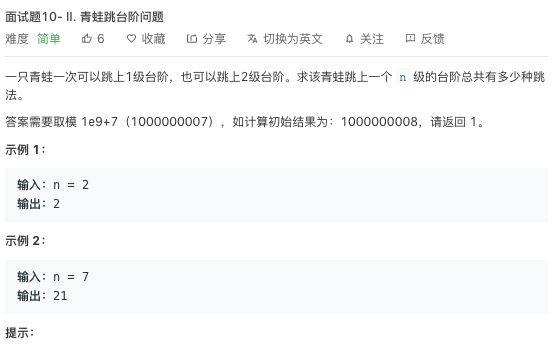 面试题10- II. 青蛙跳台阶问题
难度 简单 6 收藏 分享 切换为英文 关注 反馈
一只青蛙一次可以跳上1级台阶，也可以跳上2级台阶。求该青蛙跳上一个 n 级的台阶总共有多少种跳
法。
答案需要取模 1e9+7（1000000007），如计算初始结果为：1000000008，请返回 1。
示例 1：
输入：n = 2
输出：2
示例 2：
输入：n = 7
输出：21
提示：